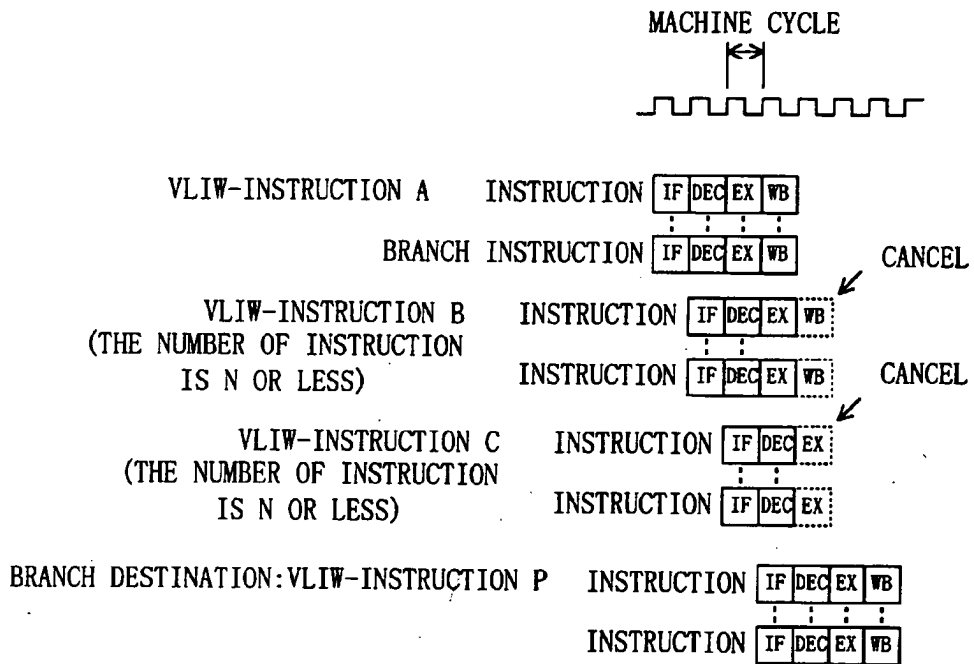 MACHINE CYCLE
VLIW-INSTRUCTION A INSTRUCTION IF DEC EX WB
BRANCH INSTRUCTION IF DEC EX WB
CANCEL
VLIW-INSTRUCTION B INSTRUCTION IF DEC EX WB
(THE NUMBER OF INSTRUCTION
IS N OR LESS) INSTRUCTION IF DEC EX WB
CANCEL
VLIW-INSTRUCTION C INSTRUCTION IF DEC EX
(THE NUMBER OF INSTRUCTION
IS N OR LESS) INSTRUCTION IF DEC EX
BRANCH DESTINATION:VLIW-INSTRUCTION P INSTRUCTION IF DEC EX WB
INSTRUCTION IF DEC EX WB